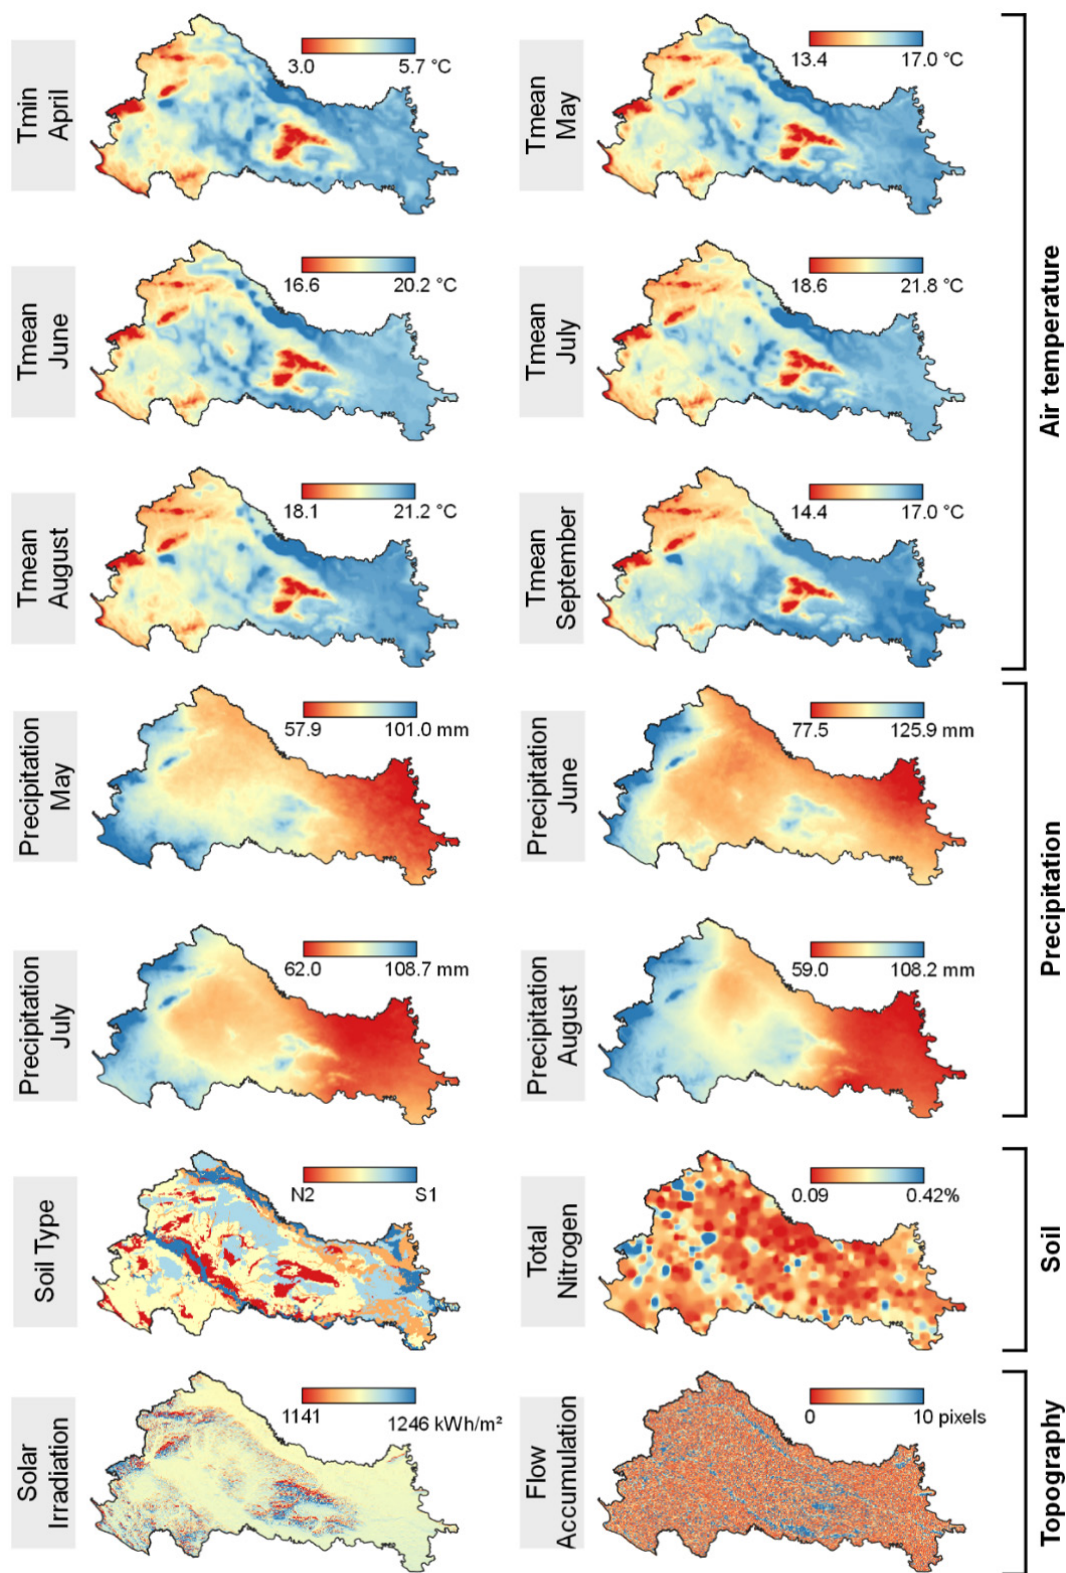 Tmin
April
3.0 5.7 °C
Tmean
May
13.4 17.0 °C
Tmean
June
16.6 20.2 °C
Tmean
July
18.6 21.8 °C
Tmean
August
18.1 21.2 °C
Tmean
September
14.4 17.0 °C
Air temperature
Precipitation
May
57.9 101.0 mm
Precipitation
June
77.5 125.9 mm
Precipitation
July
62.0 108.7 mm
Precipitation
August
59.0 108.2 mm
Precipitation
Soil Type
N2 S1
Total
Nitrogen
0.09 0.42%
Soil
Solar
Irradiation
1141 1246 kWh/m²
Flow
Accumulation
0 10 pixels
Topography